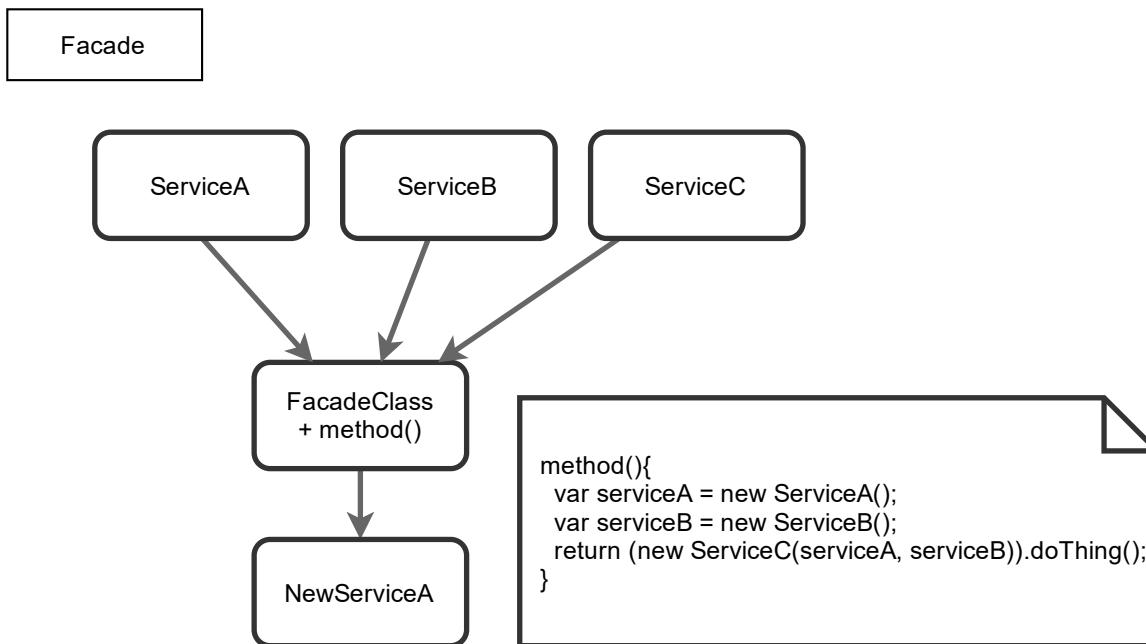 Facade
ServiceA
ServiceB
ServiceC
FacadeClass
+ method()
NewServiceA
method(){
  var serviceA = new ServiceA();
  var serviceB = new ServiceB();
  return (new ServiceC(serviceA, serviceB)).doThing();
}